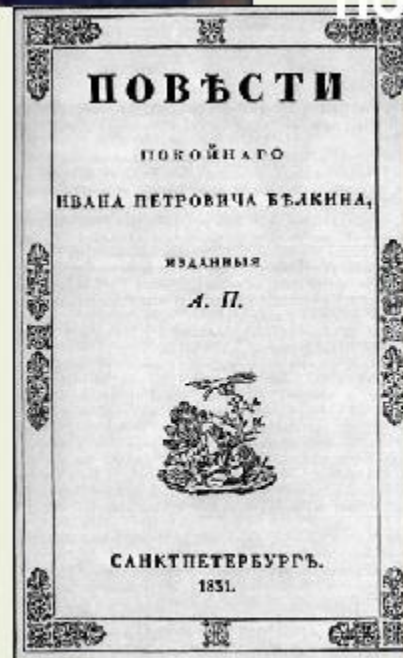 ПОВѢСТИ
ПОКОЙНАГО
ИВАНА ПЕТРОВИЧА БѢЛКИНА,
ИЗДАННЫЯ
А. П.
САНКТПЕТЕРБУРГЪ.
1831.